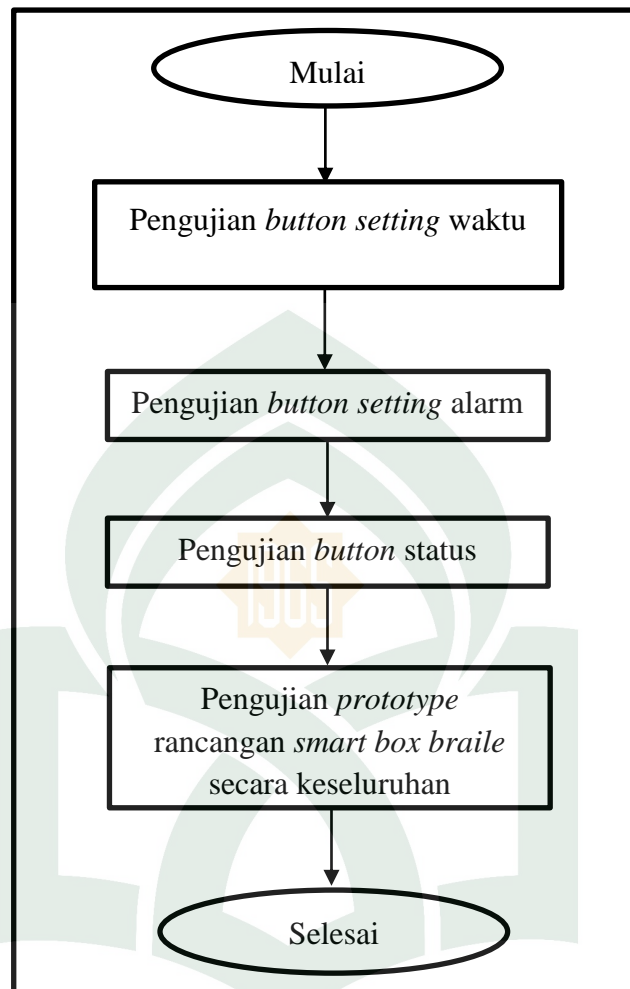 Mulai
Pengujian button setting waktu
Pengujian button setting alarm
Pengujian button status
1965
Pengujian prototype
rancangan smart box braile
secara keseluruhan
Selesai